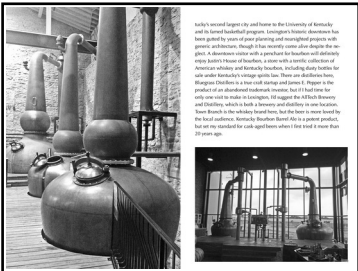 tucky's second largest city and home to the University of Kentucky
and its famed basketball program. Lexington's historic downtown has
been gutted by years of poor planning and nearsighted projects with
generic architecture, though it has recently come alive despite the ne-
glect. A downtown visitor with a penchant for bourbon will definitely
enjoy Justin's House of Bourbon, a store with a terrific collection of
American whiskey and Kentucky bourbon, including dusty bottles for
sale under Kentucky's vintage spirits law. There are distilleries here,
Bluegrass Distillers is a true craft startup and James E. Pepper is the
product of an abandoned trademark investor, but if I had time for
only one visit to make in Lexington, I'd suggest the AllTech Brewery
and Distillery, which is both a brewery and distillery in one location.
Town Branch is the whiskey brand here, but the beer is more loved by
the local audience. Kentucky Bourbon Barrel Ale is a potent product,
but set my standard for cask-aged beers when I first tried it more than
20 years ago.